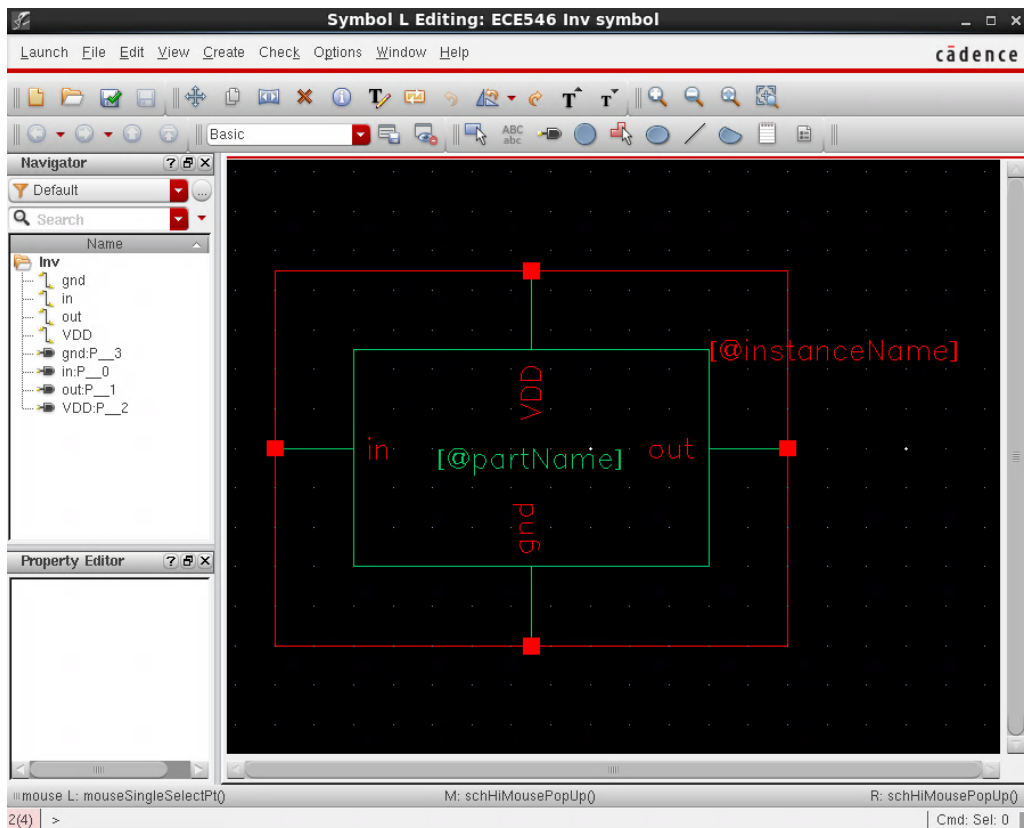 Symbol L Editing: ECE546 Inv symbol
Launch File Edit View Create Check Options Window Help
cādence
Basic
ABC
abc
Navigator
Default
Search
Name
Inv
gnd
in
out
VDD
gnd:P__3
in:P__0
out:P__1
VDD:P__2
Property Editor
[@instanceName]
VDD
in
[@partName]
out
gnd
mouse L: mouseSingleSelectPt()
M: schHiMousePopUp()
R: schHiMousePopUp()
2(4)
>
Cmd: Sel: 0